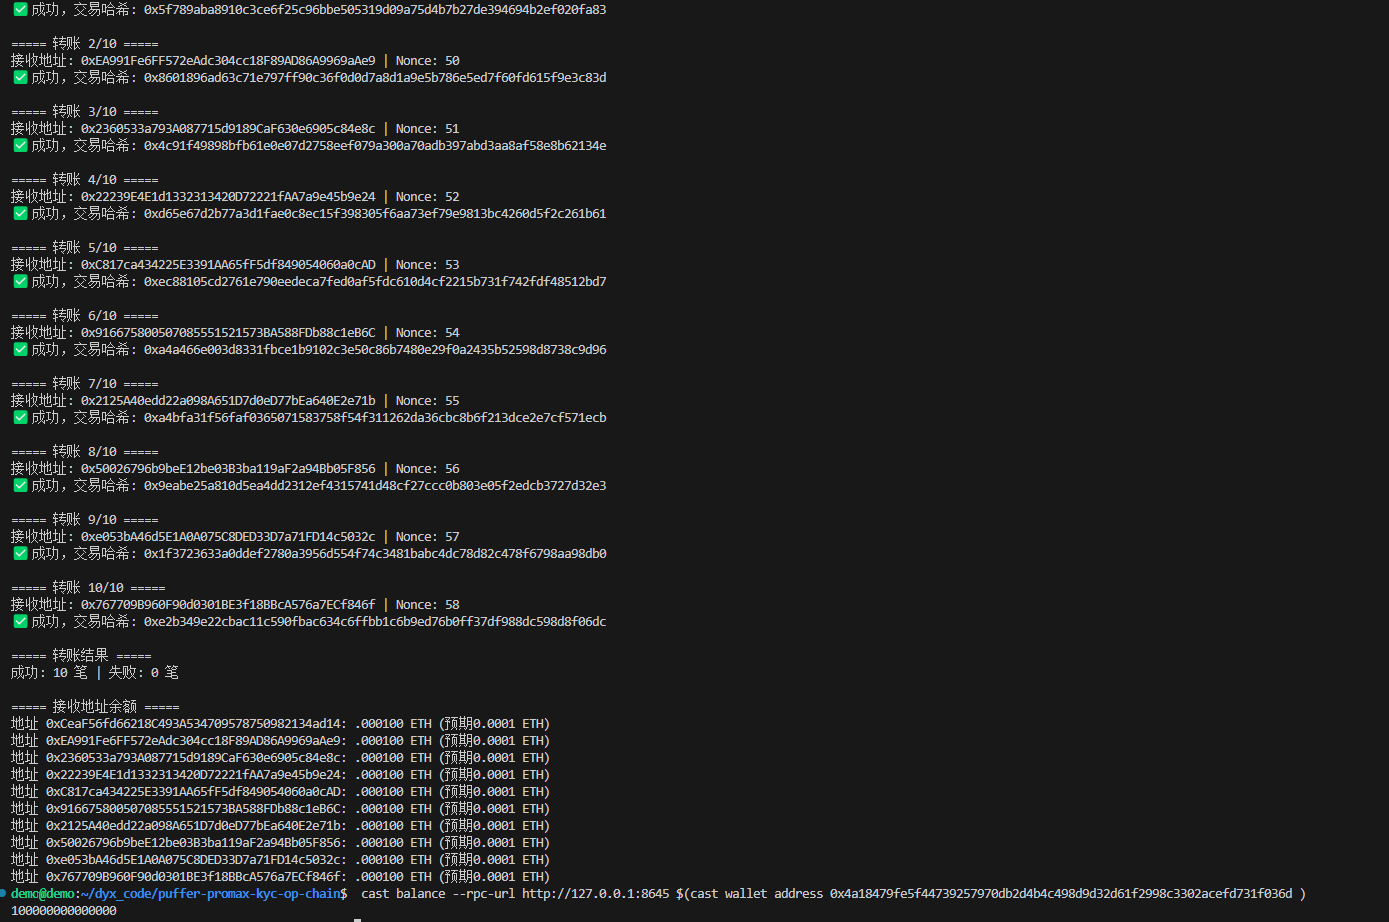 ✅ 成功，交易哈希: 0x5f789aba8910c3ce6f25c96bbe505319d09a75d4b7b27de394694b2ef020fa83
===== 转账 2/10 =====
接收地址: 0xEA991Fe6FF572eAdc304cc18F89AD86A9969aAe9 | Nonce: 50
✅ 成功，交易哈希: 0x8601896ad63c71e797ff90c36f0d0d7a8d1a9e5b786e5ed7f60fd615f9e3c83d
===== 转账 3/10 =====
接收地址: 0x2360533a793A087715d9189CaF630e6905c84e8c | Nonce: 51
✅ 成功，交易哈希: 0x4c91f49898bfb61e0e07d2758eef079a300a70adb397abd3aa8af58e8b62134e
===== 转账 4/10 =====
接收地址: 0x22239E4E1d1332313420D72221fAA7a9e45b9e24 | Nonce: 52
✅ 成功，交易哈希: 0xd65e67d2b77a3d1fae0c8ec15f398305f6aa73ef79e9813bc4260d5f2c261b61
===== 转账 5/10 =====
接收地址: 0xC817ca434225E3391AA65fF5df849054060a0cAD | Nonce: 53
✅ 成功，交易哈希: 0xec88105cd2761e790eedeca7fed0af5fdc610d4cf2215b731f742fdf48512bd7
===== 转账 6/10 =====
接收地址: 0x916675800507085551521573BA588FDb88c1eB6C | Nonce: 54
✅ 成功，交易哈希: 0xa4a466e003d8331fbce1b9102c3e50c86b7480e29f0a2435b52598d8738c9d96
===== 转账 7/10 =====
接收地址: 0x2125A40edd22a098A651D7d0eD77bEa640E2e71b | Nonce: 55
✅ 成功，交易哈希: 0xa4bfa31f56faf0365071583758f54f311262da36cbc8b6f213dce2e7cf571ecb
===== 转账 8/10 =====
接收地址: 0x50026796b9beE12be03B3ba119aF2a94Bb05F856 | Nonce: 56
✅ 成功，交易哈希: 0x9eabe25a810d5ea4dd2312ef4315741d48cf27ccc0b803e05f2edcb3727d32e3
===== 转账 9/10 =====
接收地址: 0xe053bA46d5E1A0A075C8DED33D7a71FD14c5032c | Nonce: 57
✅ 成功，交易哈希: 0x1f3723633a0ddef2780a3956d554f74c3481babc4dc78d82c478f6798aa98db0
===== 转账 10/10 =====
接收地址: 0x767709B960F90d0301BE3f18BBcA576a7ECf846f | Nonce: 58
✅ 成功，交易哈希: 0xe2b349e22cbac11c590fbac634c6ffbb1c6b9ed76b0ff37df988dc598d8f06dc
===== 转账结果 =====
成功: 10 笔 | 失败: 0 笔
===== 接收地址余额 =====
地址 0xCeaF56fd66218C493A534709578750982134ad14: .000100 ETH (预期0.0001 ETH)
地址 0xEA991Fe6FF572eAdc304cc18F89AD86A9969aAe9: .000100 ETH (预期0.0001 ETH)
地址 0x2360533a793A087715d9189CaF630e6905c84e8c: .000100 ETH (预期0.0001 ETH)
地址 0x22239E4E1d1332313420D72221fAA7a9e45b9e24: .000100 ETH (预期0.0001 ETH)
地址 0xC817ca434225E3391AA65fF5df849054060a0cAD: .000100 ETH (预期0.0001 ETH)
地址 0x916675800507085551521573BA588FDb88c1eB6C: .000100 ETH (预期0.0001 ETH)
地址 0x2125A40edd22a098A651D7d0eD77bEa640E2e71b: .000100 ETH (预期0.0001 ETH)
地址 0x50026796b9beE12be03B3ba119aF2a94Bb05F856: .000100 ETH (预期0.0001 ETH)
地址 0xe053bA46d5E1A0A075C8DED33D7a71FD14c5032c: .000100 ETH (预期0.0001 ETH)
地址 0x767709B960F90d0301BE3f18BBcA576a7ECf846f: .000100 ETH (预期0.0001 ETH)
demo@demo:~/dyx_code/puffer-promax-kyc-op-chain$ cast balance --rpc-url http://127.0.0.1:8645 $(cast wallet address 0x4a18479fe5f44739257970db2d4b4c498d9d32d61f2998c3302acefd731f036d )
100000000000000